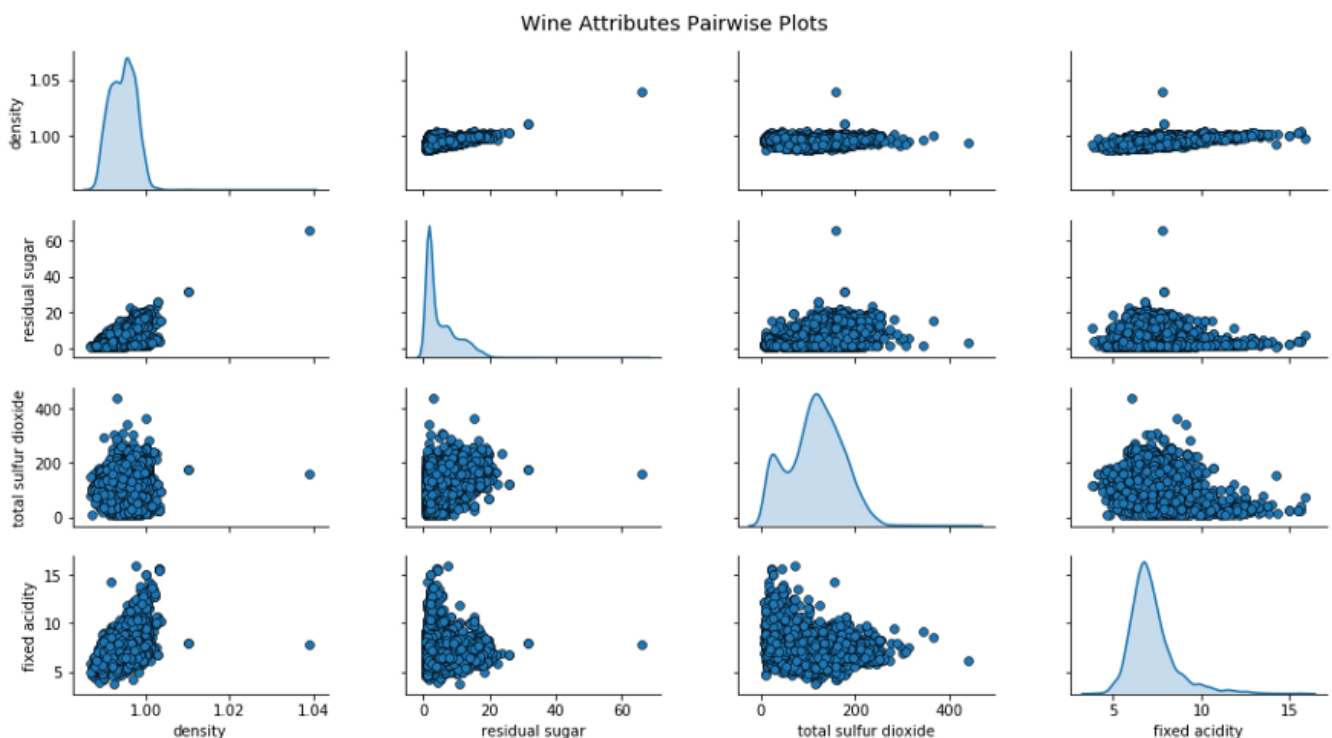 Wine Attributes Pairwise Plots
density
1.05
1.00
residual sugar
60
40
20
0
total sulfur dioxide
400
200
0
fixed acidity
15
10
5
1.00 1.02 1.04
density
0 20 40 60
residual sugar
0 200 400
total sulfur dioxide
5 10 15
fixed acidity